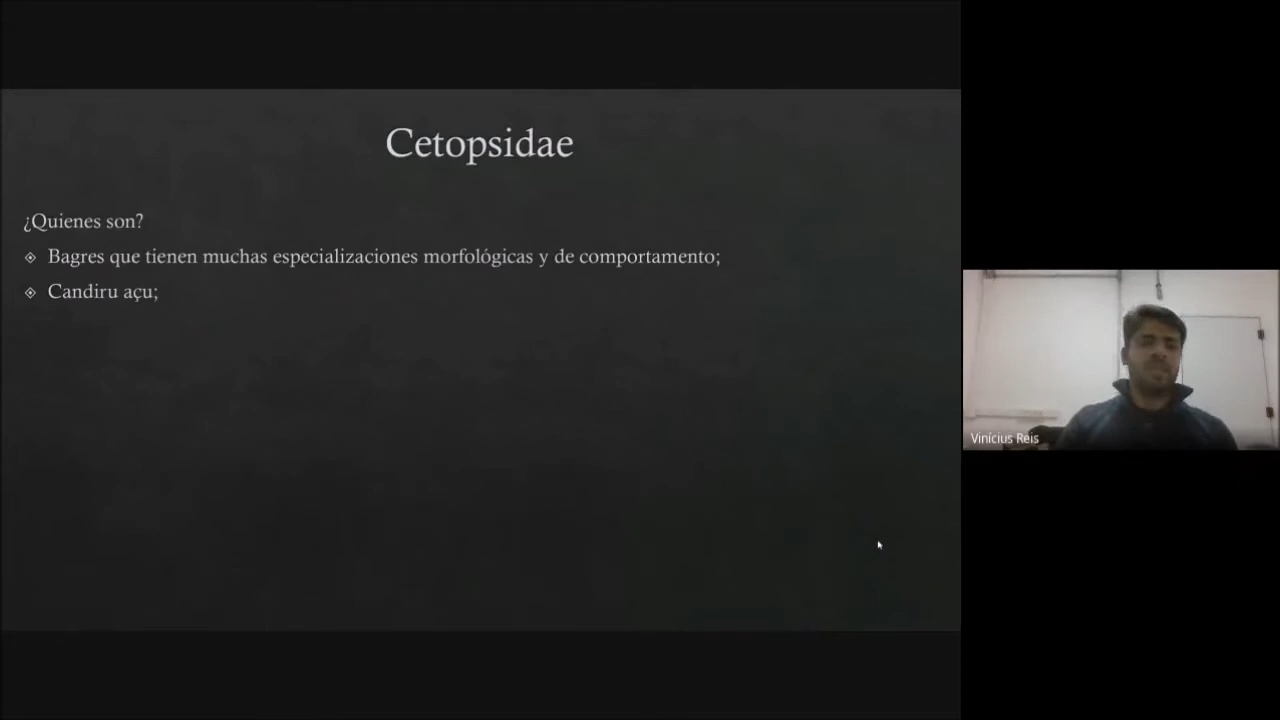 Cetopsidae
¿Quienes son?
Bagres que tienen muchas especializaciones morfológicas y de comportamento;
Candiru açu;
Vinícius Reis